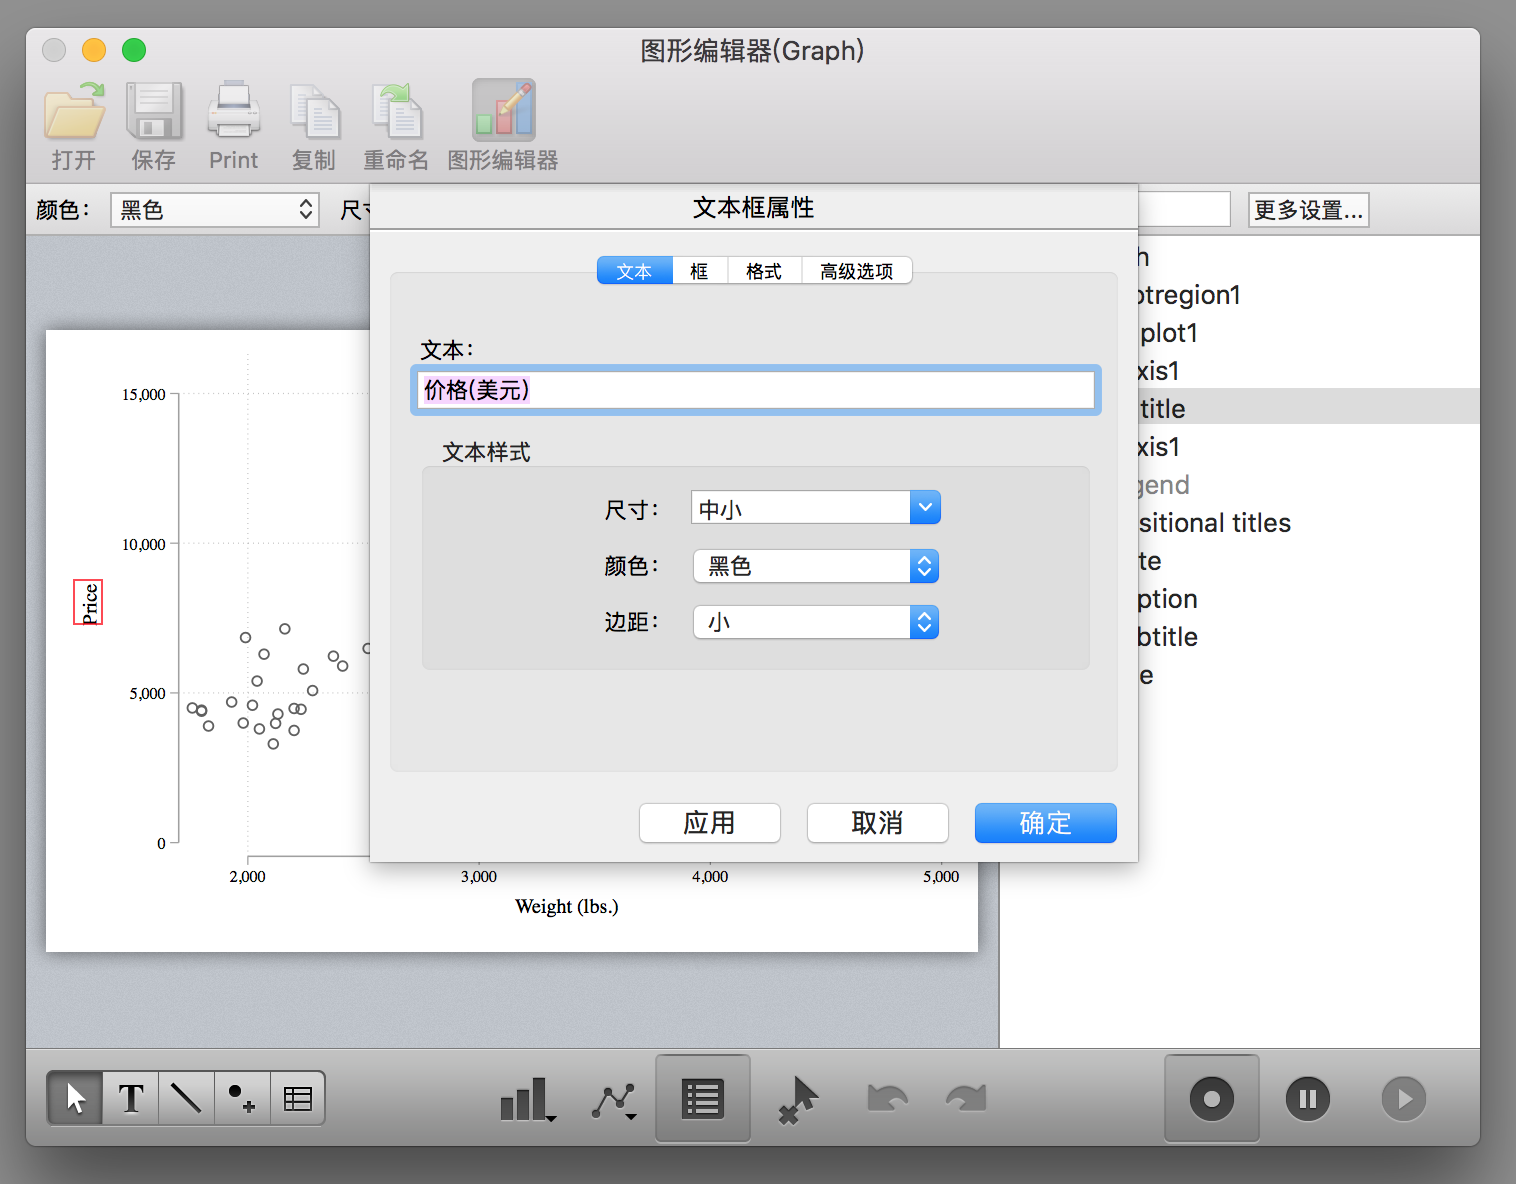 图形编辑器(Graph)
打开 保存 Print 复制 重命名 图形编辑器
颜色： 黑色 尺寸 更多设置...
文本框属性
文本 框 格式 高级选项
文本：
价格(美元)
文本样式
尺寸： 中小
颜色： 黑色
边距： 小
应用 取消 确定
15,000
10,000
5,000
0
Price
2,000 3,000 4,000 5,000
Weight (lbs.)
h
otregion1
plot1
xis1
title
xis1
gend
sitional titles
te
ption
btitle
e
T